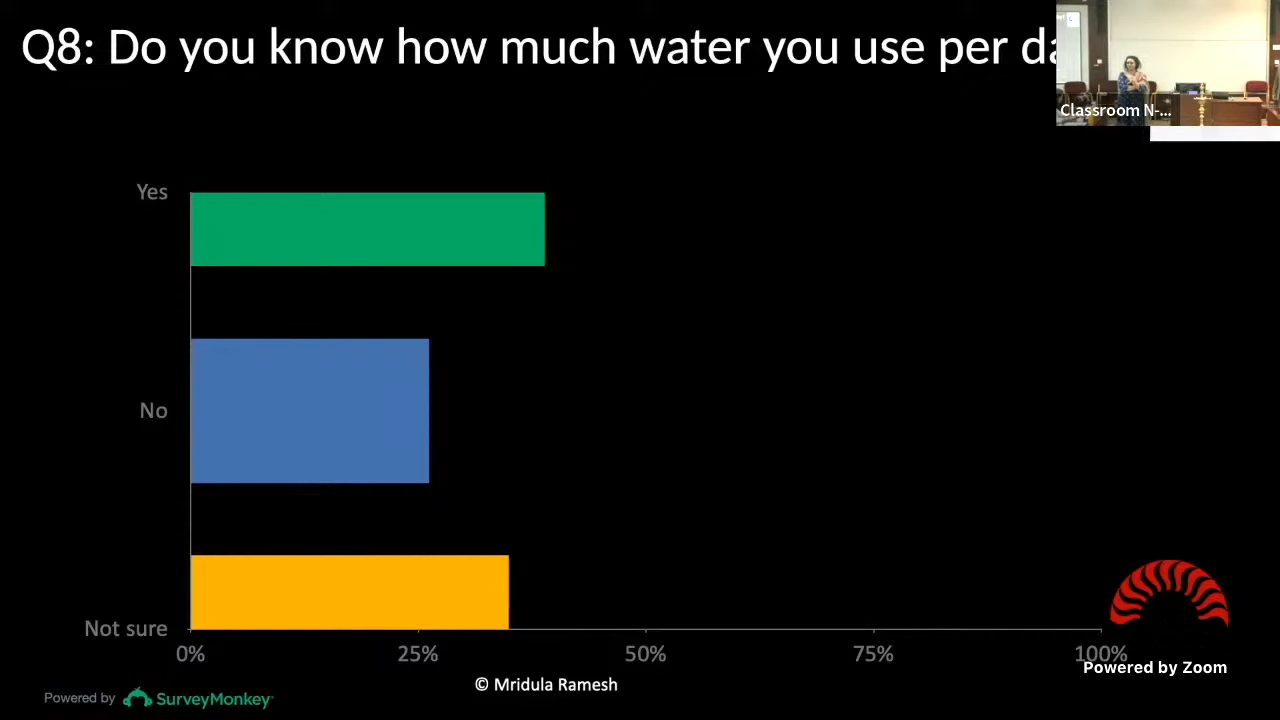 Q8: Do you know how much water you use per da
Classroom N-...
Yes
No
Not sure
0%
25%
50%
75%
100%
Powered by Zoom
© Mridula Ramesh
Powered by SurveyMonkey